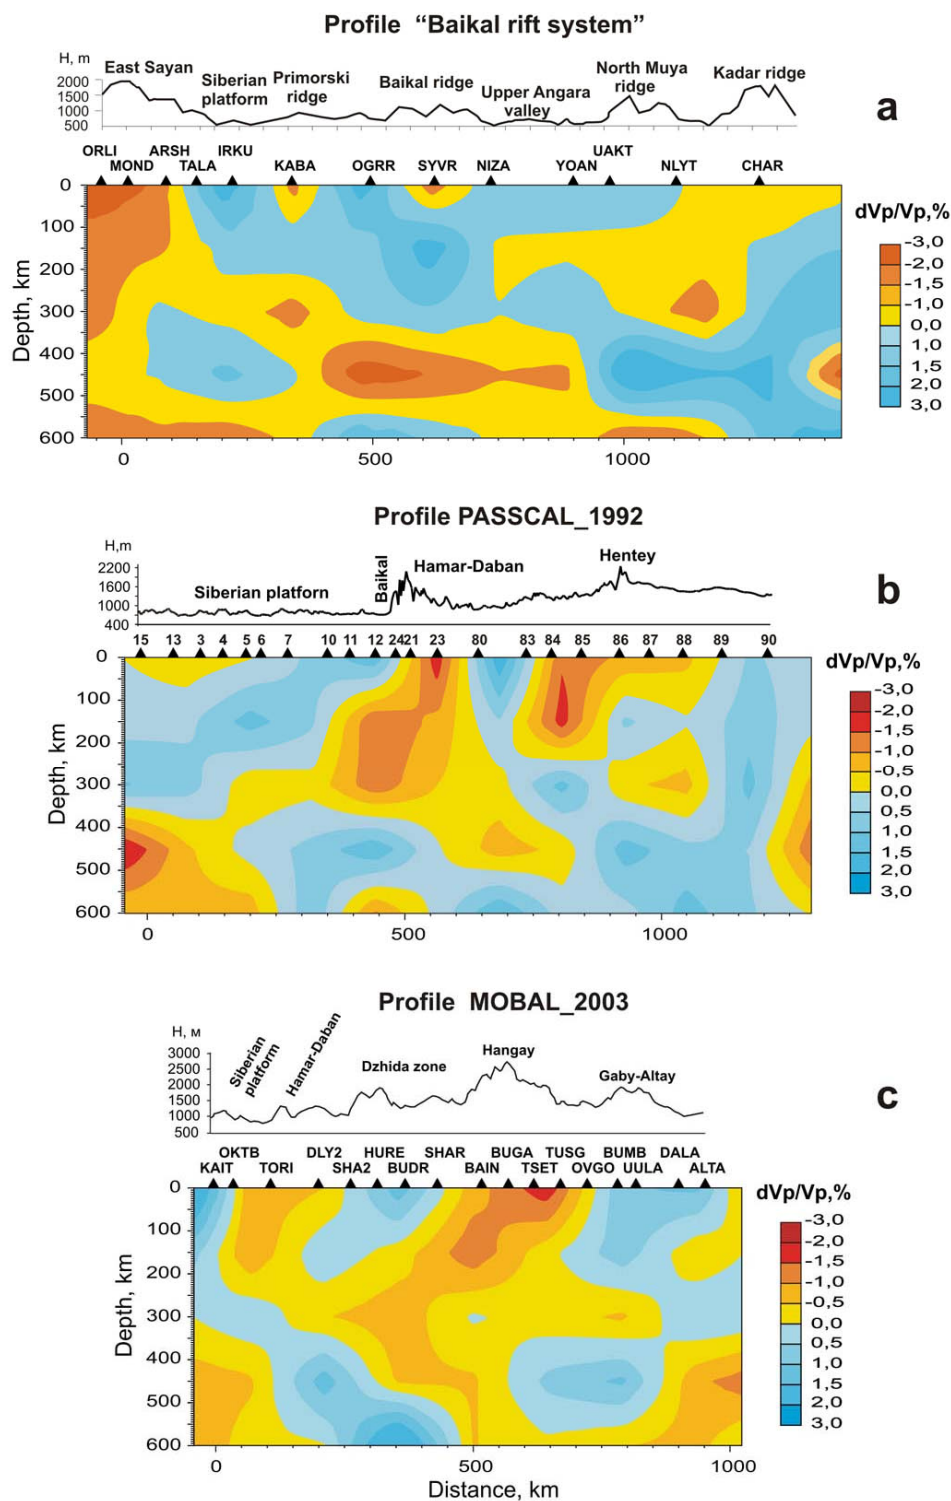 Profile “Baikal rift system”
H, m
2000
1500
1000
500
East Sayan
Siberian
platform
Primorski
ridge
Baikal ridge
Upper Angara
valley
North Muya
ridge
Kadar ridge
a
ORLI MOND ARSH TALA IRKU KABA OGRR SYVR NIZA YOAN UAKT NLYT CHAR
Depth, km
0
100
200
300
400
500
600
0 500 1000
dVp/Vp,%
-3,0
-2,0
-1,5
-1,0
0,0
1,0
1,5
2,0
3,0
Profile PASSCAL_1992
H,m
2200
1600
1000
400
Siberian platforn
Baikal
Hamar-Daban
Hentey
b
15 13 3 4 5 6 7 10 11 12 24 21 23 80 83 84 85 86 87 88 89 90
Depth, km
0
100
200
300
400
500
600
0 500 1000
dVp/Vp,%
-3,0
-2,0
-1,5
-1,0
-0,5
0,0
0,5
1,0
1,5
2,0
3,0
Profile MOBAL_2003
H, м
3000
2500
2000
1500
1000
500
Siberian
platform
Hamar-Daban
Dzhida zone
Hangay
Gaby-Altay
c
OKTB DLY2 HURE SHAR BUGA TUSG BUMB DALA
KAIT TORI SHA2 BUDR BAIN TSET OVGO UULA ALTA
Depth, km
0
100
200
300
400
500
600
0 500 1000
Distance, km
dVp/Vp,%
-3,0
-2,0
-1,5
-1,0
-0,5
0,0
0,5
1,0
1,5
2,0
3,0